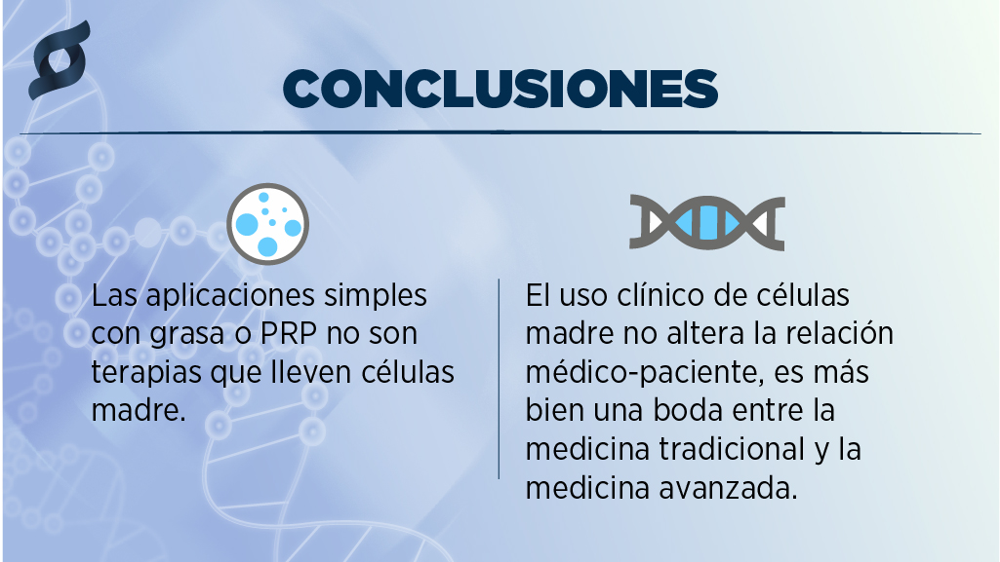 CONCLUSIONES
Las aplicaciones simples
con grasa o PRP no son
terapias que lleven células
madre.
El uso clínico de células
madre no altera la relación
médico-paciente, es más
bien una boda entre la
medicina tradicional y la
medicina avanzada.